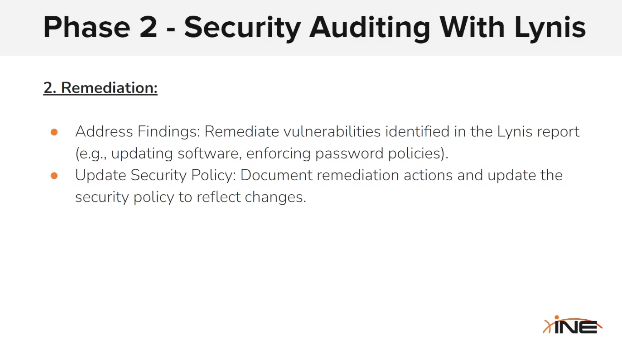 Phase 2 - Security Auditing With Lynis
2. Remediation:
● Address Findings: Remediate vulnerabilities identified in the Lynis report
(e.g., updating software, enforcing password policies).
● Update Security Policy: Document remediation actions and update the
security policy to reflect changes.
INE